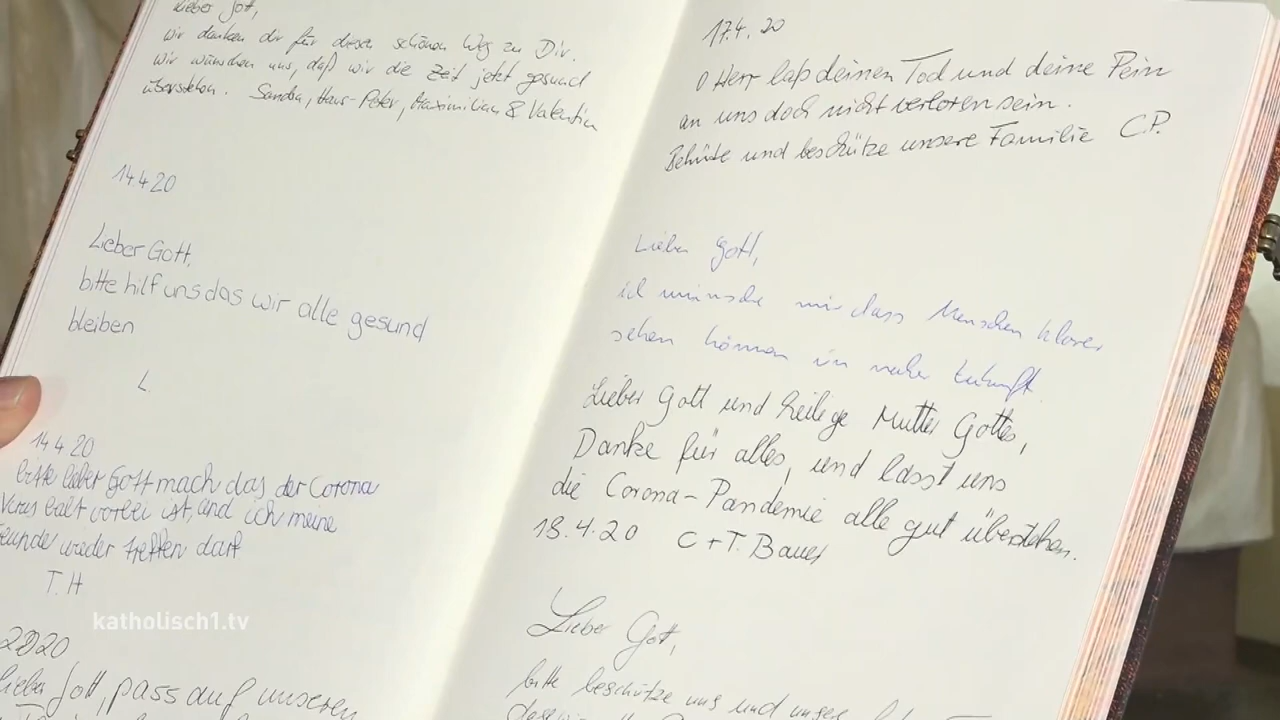 Lieber Gott,
wir danken dir für diesen schönen Weg zu Dir.
Wir wünschen uns, daß wir die Zeit jetzt gesund
überstehen. Sandra, Hans-Peter, Maximilian & Valentin
14.4.20
Lieber Gott,
bitte hilf uns das wir alle gesund
bleiben
L.
14.4.20
bitte lieber Gott mach das der Corona
Virus balt vorbei ist, und ich meine
Freunde wieder treffen darf
T.H
2020
Lieber Gott, pass auf unseren
17.4.20
O Herr laß deinen Tod und deine Pein
an uns doch nicht verloren sein.
Behüte und beschütze unsere Familie C.P.
Lieber Gott,
ich wünsche mir dass Menschen klarer
sehen können in naher Zukunft.
Lieber Gott und heilige Mutter Gottes,
Danke für alles, und lasst uns
die Corona-Pandemie alle gut überstehen.
18.4.20 C+T. Bauer
Lieber Gott,
bitte beschütze uns und unsere
katholisch1.tv